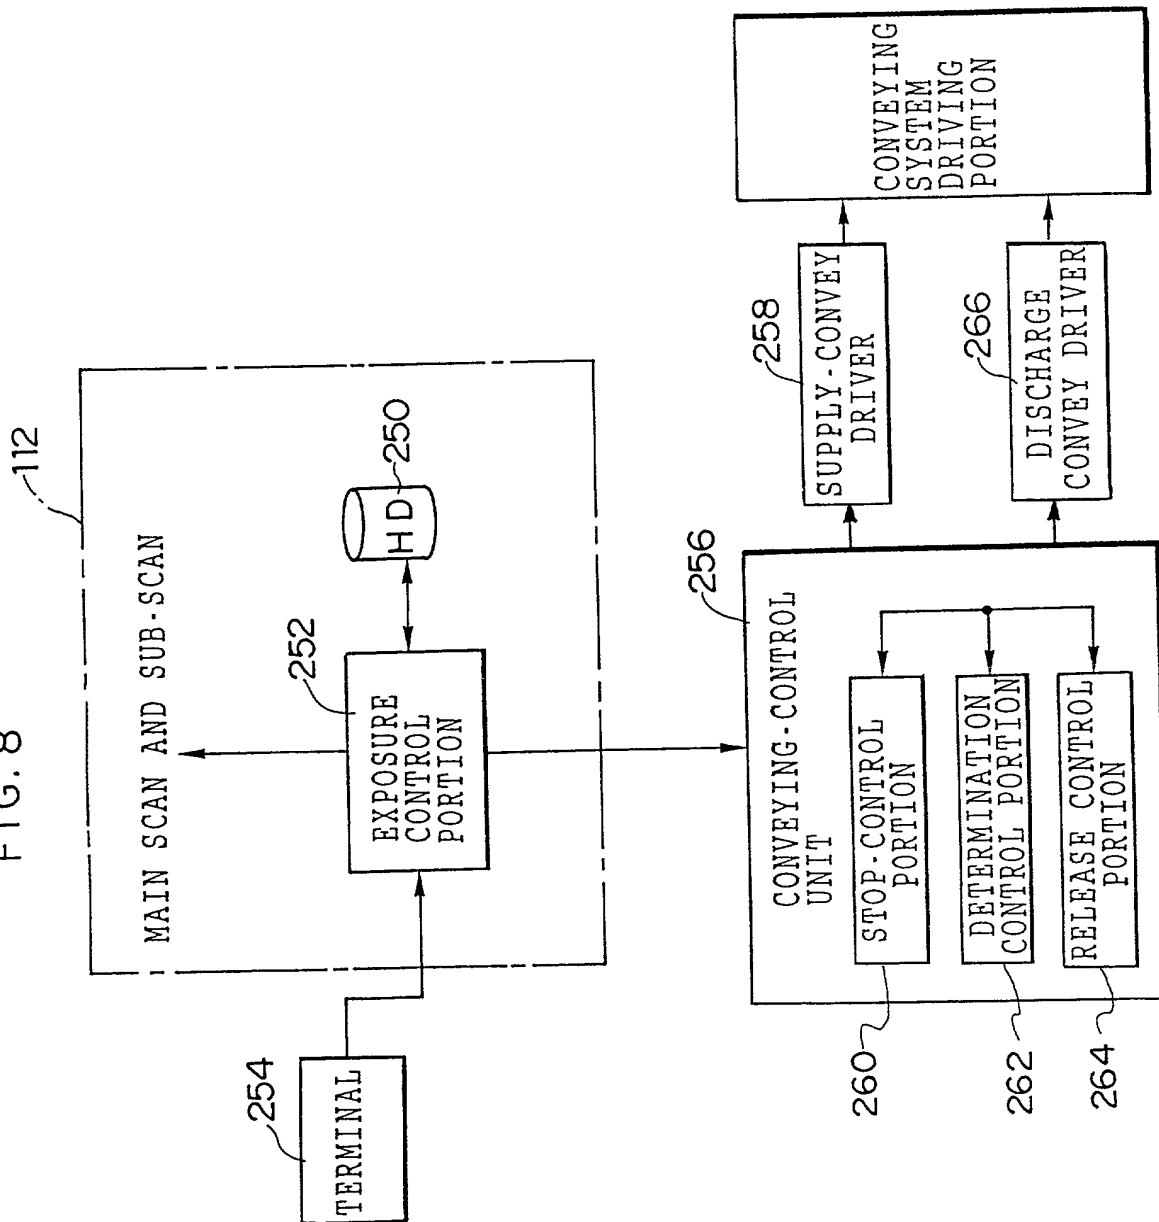 FIG. 8
112
MAIN SCAN AND SUB-SCAN
254
TERMINAL
252
EXPOSURE
CONTROL
PORTION
HD
250
256
CONVEYING-CONTROL
UNIT
260
STOP-CONTROL
PORTION
262
DETERMINATION
CONTROL PORTION
264
RELEASE CONTROL
PORTION
258
SUPPLY-CONVEY
DRIVER
266
DISCHARGE
CONVEY DRIVER
CONVEYING
SYSTEM
DRIVING
PORTION